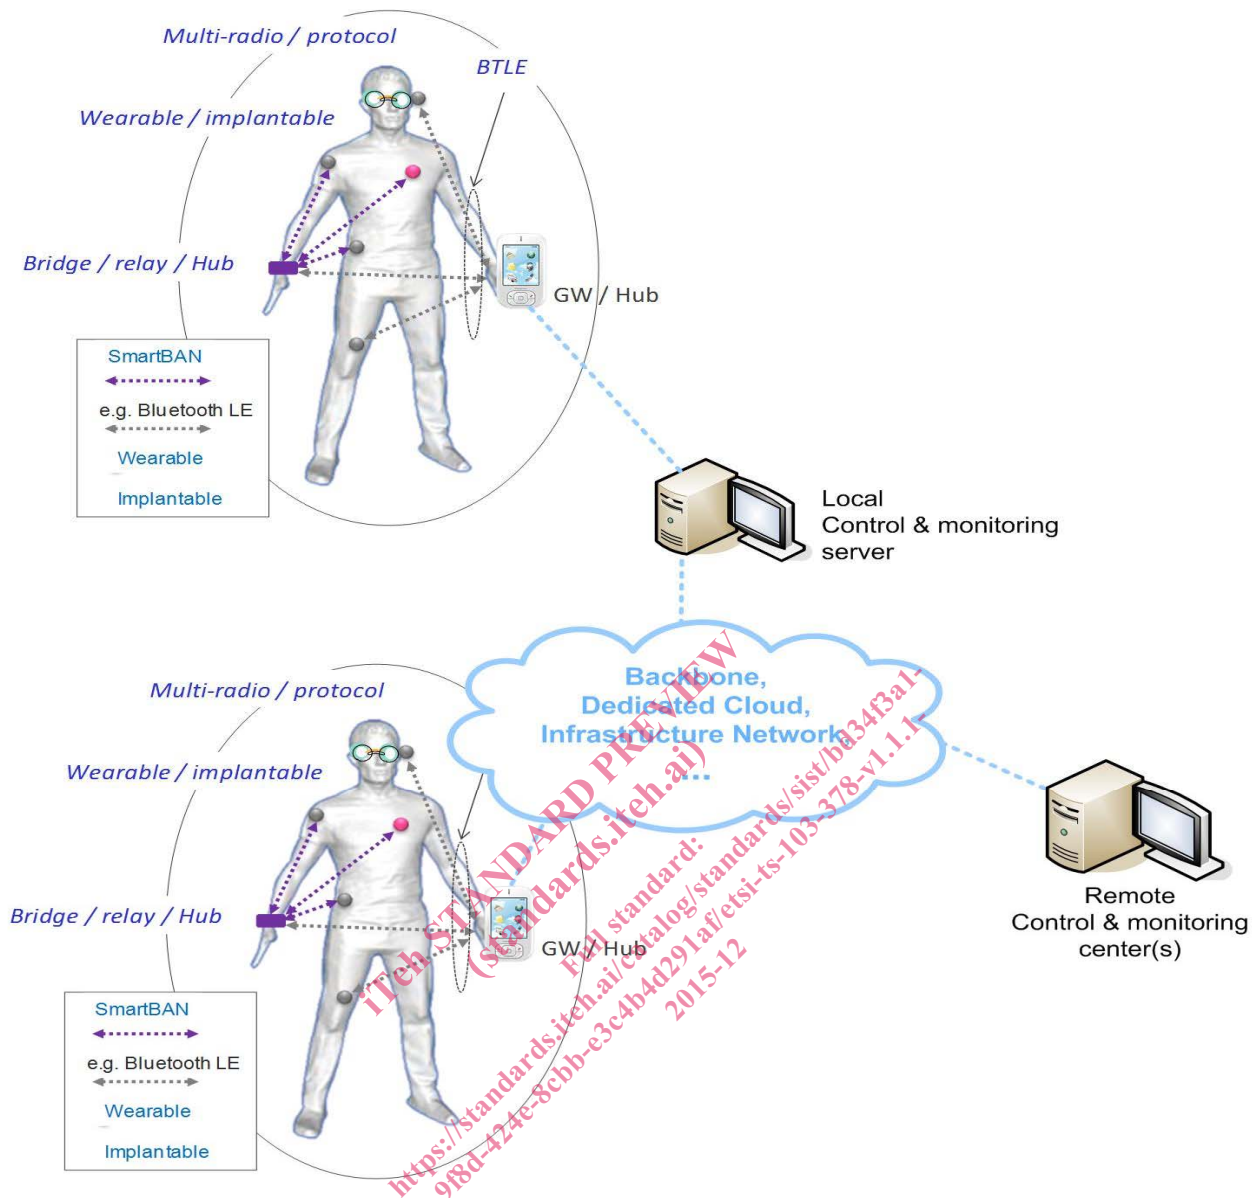 Multi-radio / protocol
BTLE
Wearable / implantable
Bridge / relay / Hub
GW / Hub
SmartBAN
e.g. Bluetooth LE
Wearable
Implantable
Local
Control & monitoring
server
Backbone,
Dedicated Cloud,
Infrastructure Network,
...
Multi-radio / protocol
Wearable / implantable
Bridge / relay / Hub
GW / Hub
SmartBAN
e.g. Bluetooth LE
Wearable
Implantable
Remote
Control & monitoring
center(s)
iTeh STANDARD PREVIEW
(standards.iteh.ai)
Full standard:
https://standards.iteh.ai/catalog/standards/sist/bd34f3a1-
9f8d-424e-8cbb-e3c4b4d291af/etsi-ts-103-378-v1.1.1-
2015-12